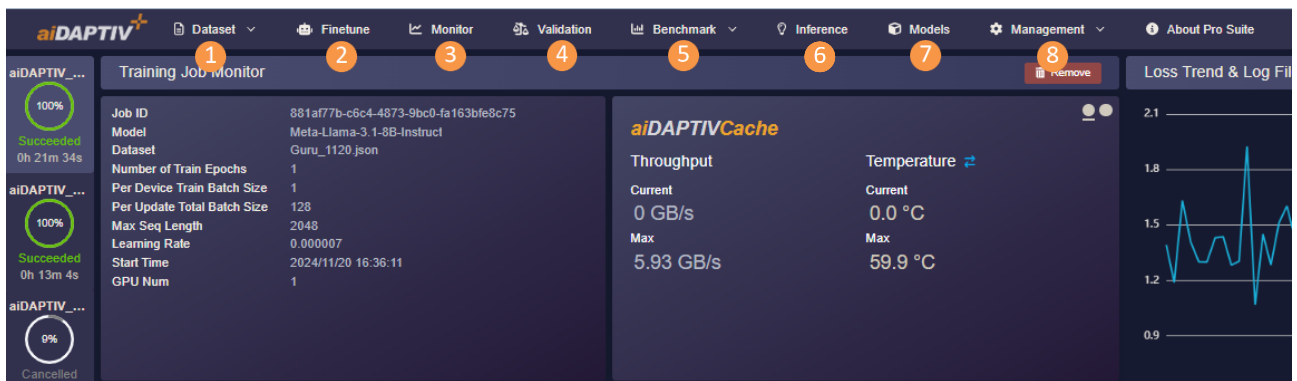 aiDAPTIV+
Dataset
Finetune
Monitor
Validation
Benchmark
Inference
Models
Management
About Pro Suite
1
2
3
4
5
6
7
8
aiDAPTIV_...
100%
Succeeded
0h 21m 34s
aiDAPTIV_...
100%
Succeeded
0h 13m 4s
aiDAPTIV_...
9%
Cancelled
Training Job Monitor
Remove
Job ID 881af77b-c6c4-4873-9bc0-fa163bfe8c75
Model Meta-Llama-3.1-8B-Instruct
Dataset Guru_1120.json
Number of Train Epochs 1
Per Device Train Batch Size 1
Per Update Total Batch Size 128
Max Seq Length 2048
Learning Rate 0.000007
Start Time 2024/11/20 16:36:11
GPU Num 1
aiDAPTIVCache
Throughput
Current
0 GB/s
Max
5.93 GB/s
Temperature
Current
0.0 °C
Max
59.9 °C
Loss Trend & Log Fil
2.1
1.8
1.5
1.2
0.9